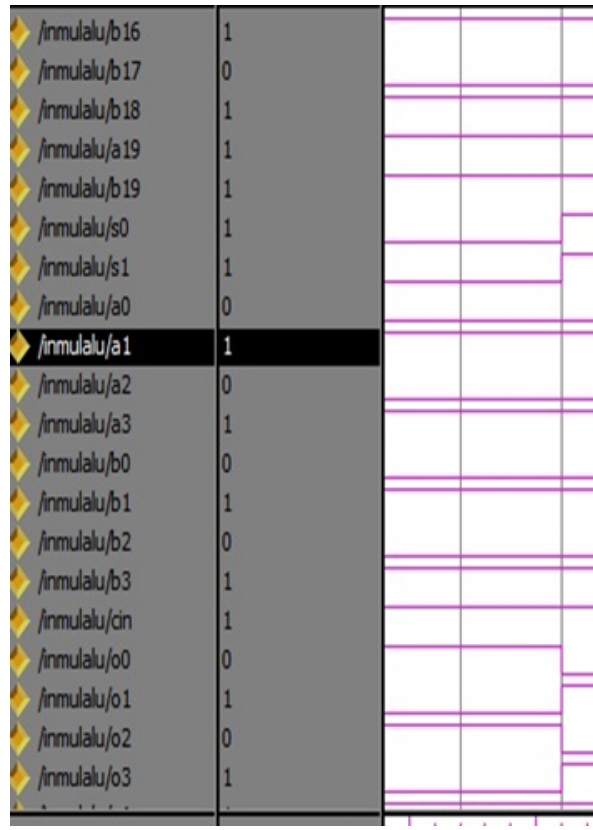 /inmulalu/b16 1
/inmulalu/b17 0
/inmulalu/b18 1
/inmulalu/a19 1
/inmulalu/b19 1
/inmulalu/s0 1
/inmulalu/s1 1
/inmulalu/a0 0
/inmulalu/a1 1
/inmulalu/a2 0
/inmulalu/a3 1
/inmulalu/b0 0
/inmulalu/b1 1
/inmulalu/b2 0
/inmulalu/b3 1
/inmulalu/cin 1
/inmulalu/o0 0
/inmulalu/o1 1
/inmulalu/o2 0
/inmulalu/o3 1